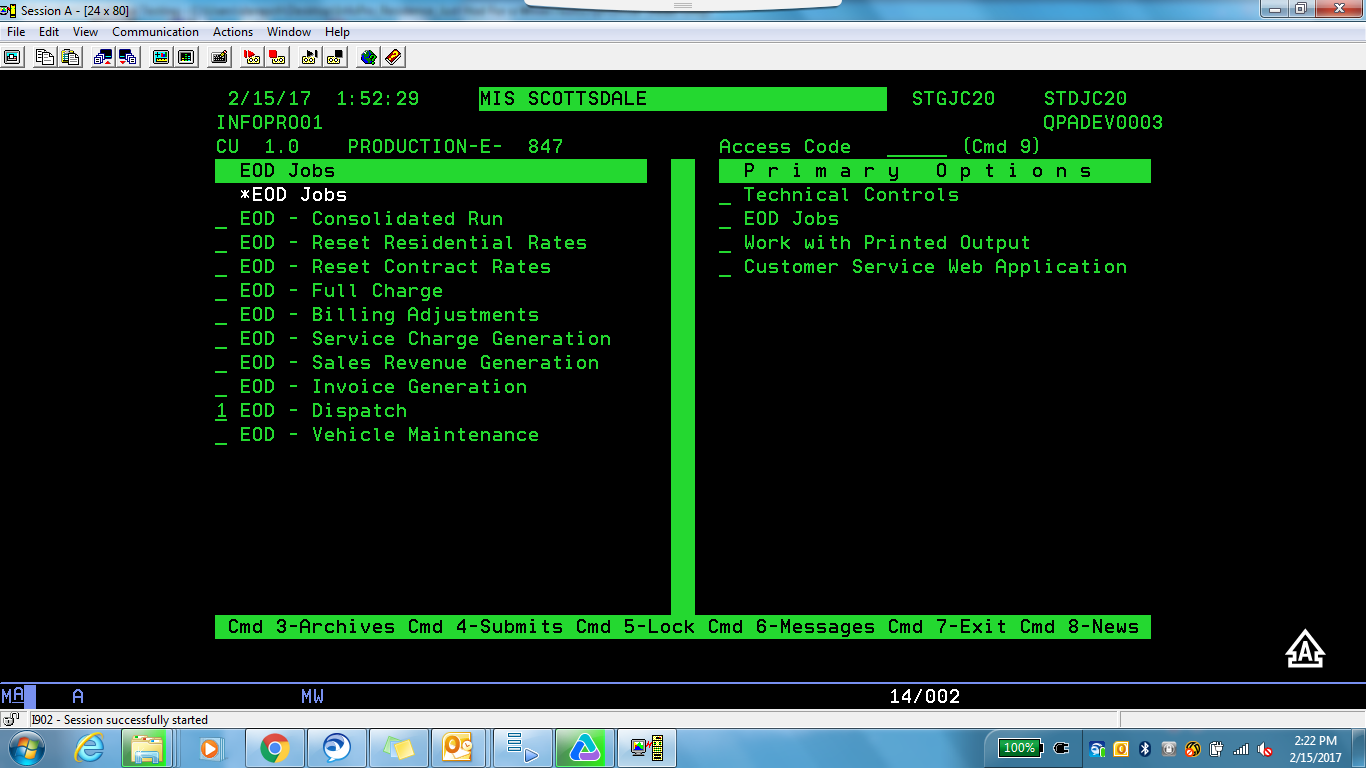 Session A - [24 x 80]
File Edit View Communication Actions Window Help
2/15/17 1:52:29 MIS SCOTTSDALE STGJC20 STDJC20
INFOPRO01 QPADEV0003
CU 1.0 PRODUCTION-E- 847 Access Code ______ (Cmd 9)
EOD Jobs P r i m a r y O p t i o n s
*EOD Jobs _ Technical Controls
_ EOD - Consolidated Run _ EOD Jobs
_ EOD - Reset Residential Rates _ Work with Printed Output
_ EOD - Reset Contract Rates _ Customer Service Web Application
_ EOD - Full Charge
_ EOD - Billing Adjustments
_ EOD - Service Charge Generation
_ EOD - Sales Revenue Generation
_ EOD - Invoice Generation
1 EOD - Dispatch
_ EOD - Vehicle Maintenance
Cmd 3-Archives Cmd 4-Submits Cmd 5-Lock Cmd 6-Messages Cmd 7-Exit Cmd 8-News
A
MA A MW 14/002
I902 - Session successfully started
100% 2:22 PM
2/15/2017